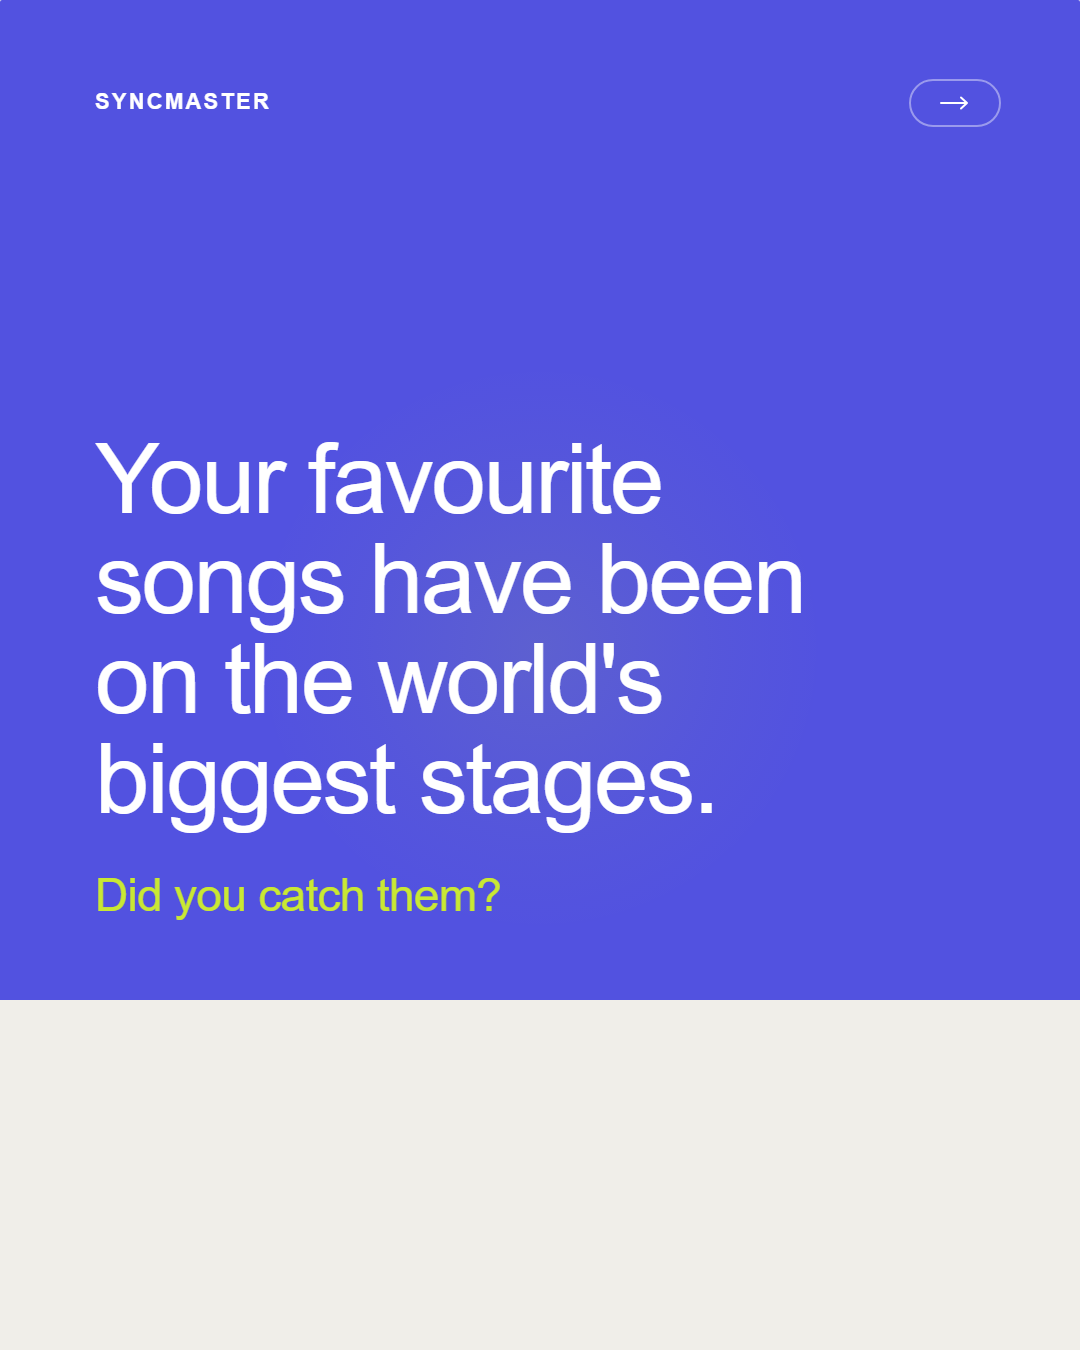 SYNCMASTER
Your favourite
songs have been
on the world's
biggest stages.
Did you catch them?